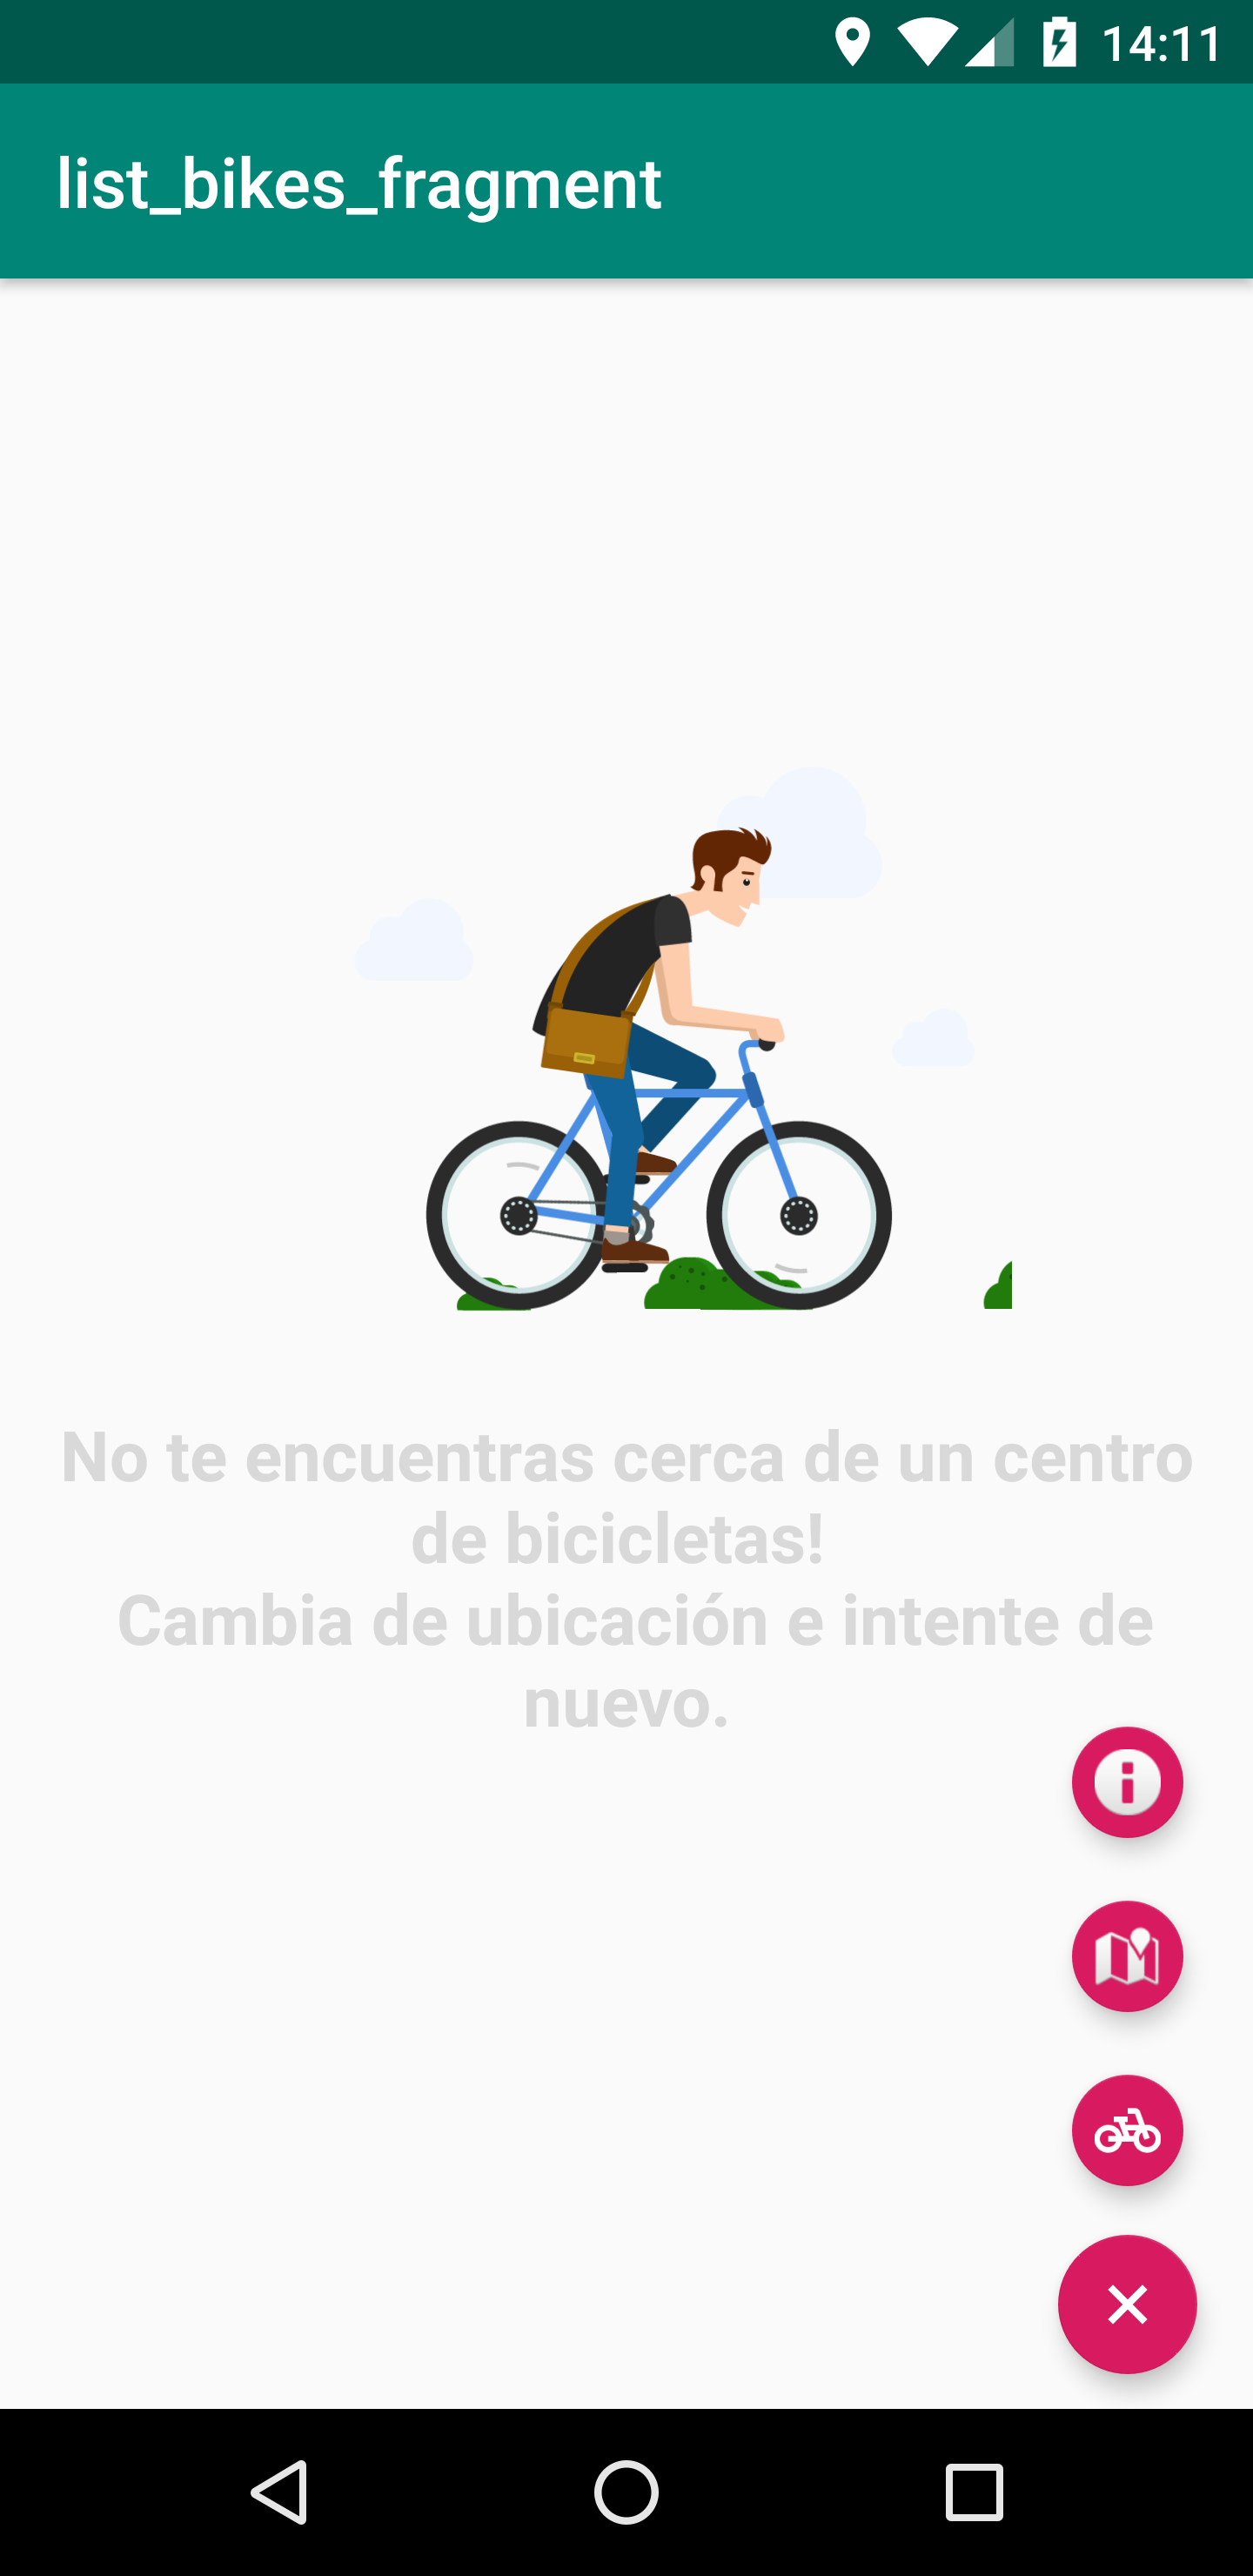 14:11
list_bikes_fragment
No te encuentras cerca de un centro
de bicicletas!
Cambia de ubicación e intente de
nuevo.